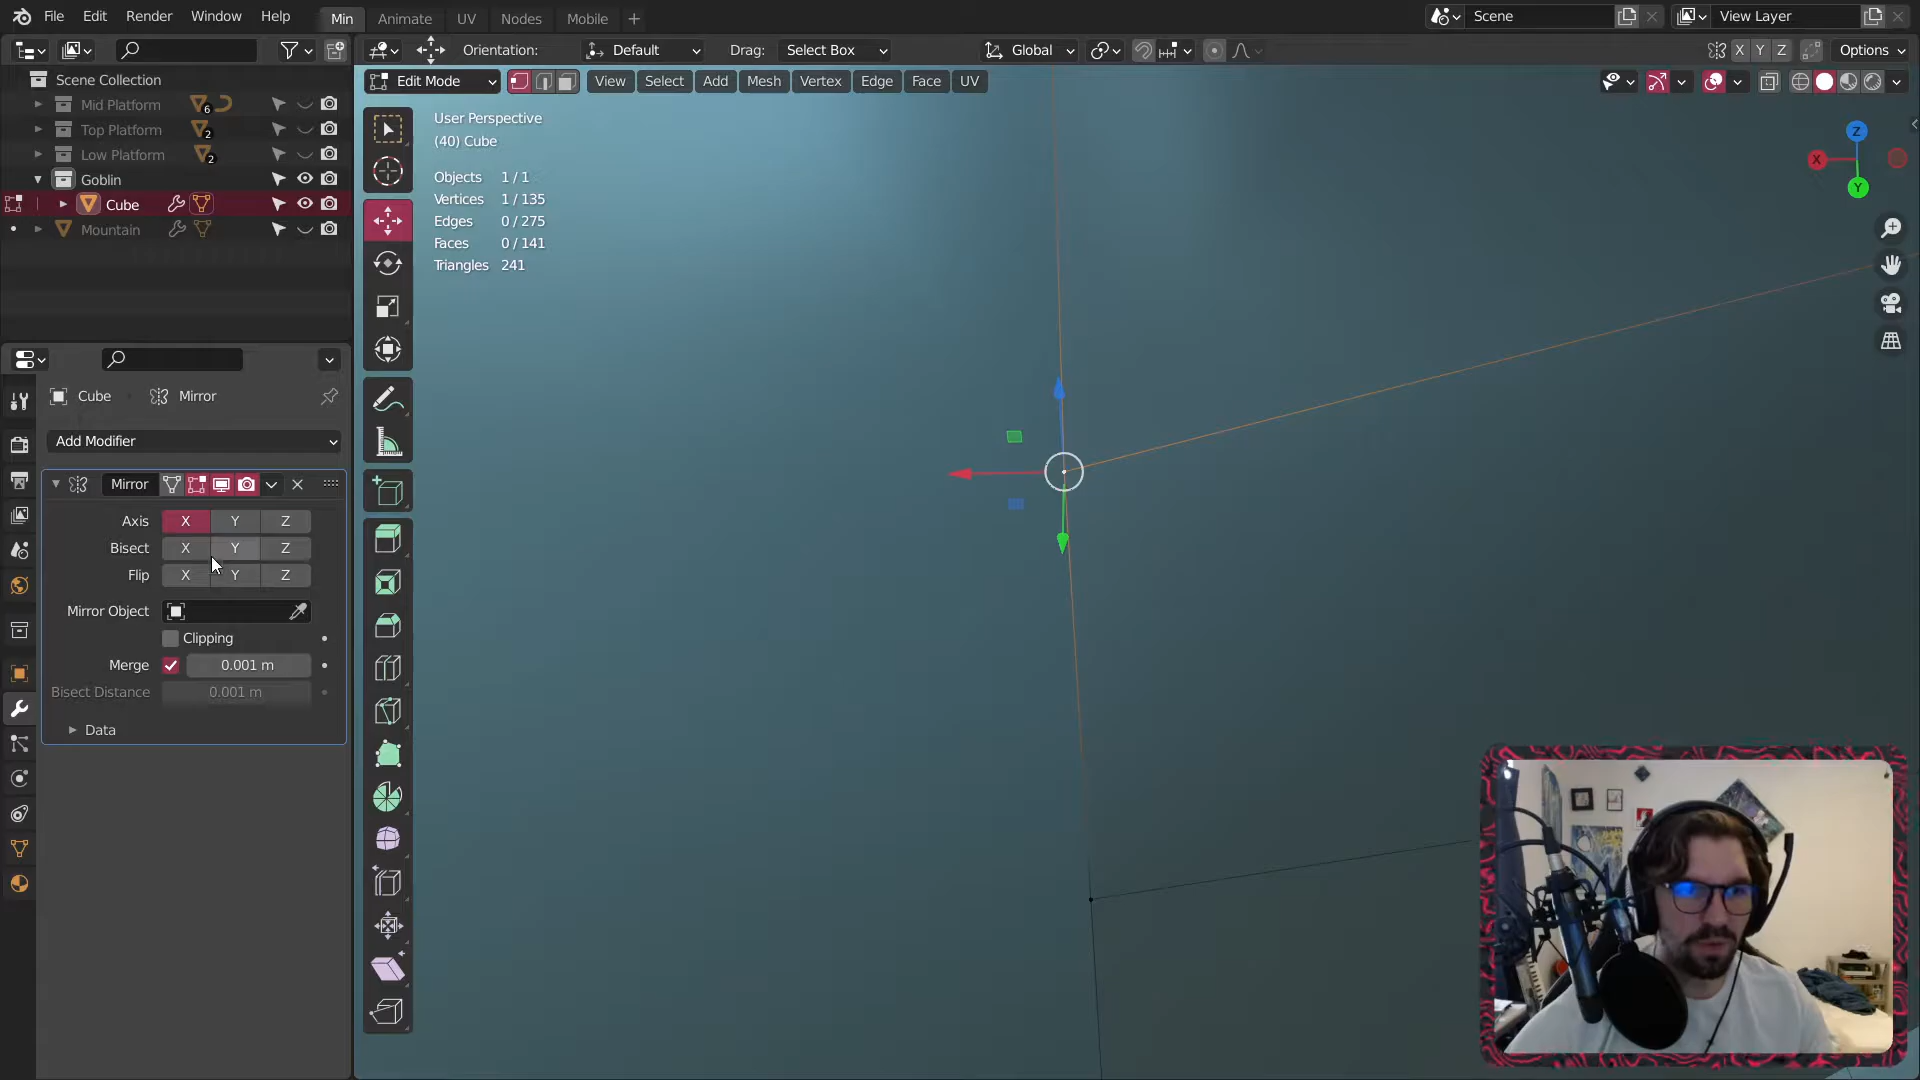 File Edit Render Window Help Min Animate UV Nodes Mobile + Scene View Layer
Orientation: Default Drag: Select Box Global X Y Z Options
Scene Collection
Mid Platform 6
Top Platform 2
Low Platform 2
Goblin
Cube
Mountain
Edit Mode View Select Add Mesh Vertex Edge Face UV
User Perspective
(40) Cube
Objects 1 / 1
Vertices 1 / 135
Edges 0 / 275
Faces 0 / 141
Triangles 241
Z
X
Y
Cube Mirror
Add Modifier
Mirror
Axis X Y Z
Bisect X Y Z
Flip X Y Z
Mirror Object
Clipping
Merge 0.001 m
Bisect Distance 0.001 m
Data